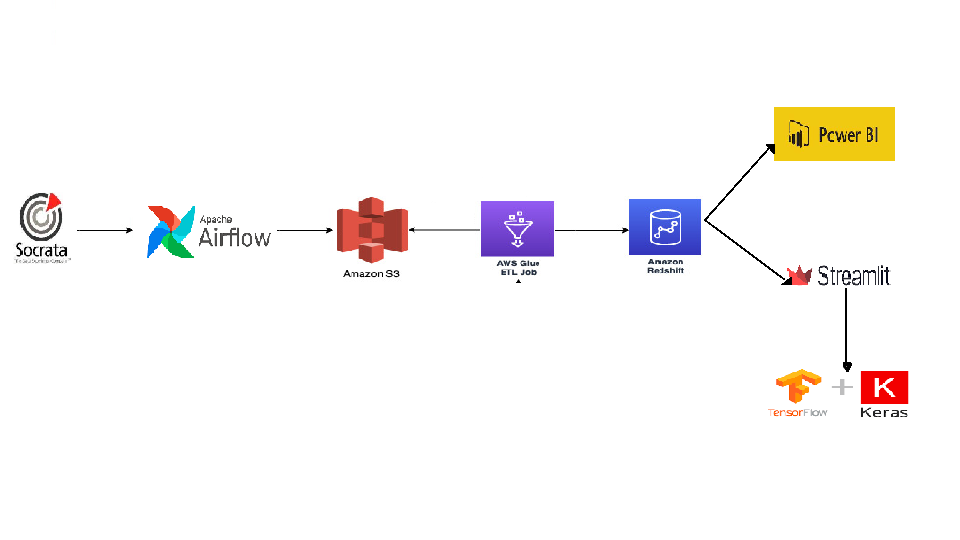 Power BI
Socrata
Apache
Airflow
Amazon S3
AWS Glue
ETL Job
Amazon
Redshift
Streamlit
TensorFlow
K
Keras